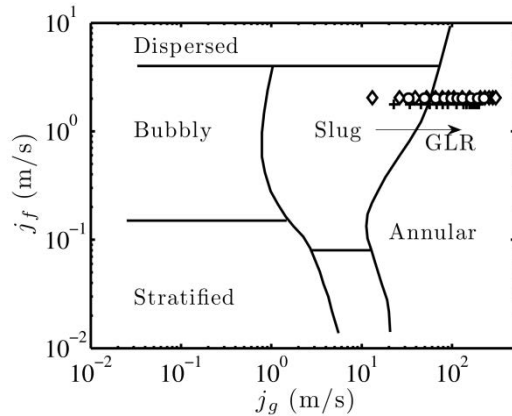 10^1
Dispersed
Bubbly
Slug
10^0
GLR
j_f (m/s)
10^{-1}
Annular
Stratified
10^{-2}
10^{-2} 10^{-1} 10^0 10^1 10^2
j_g (m/s)